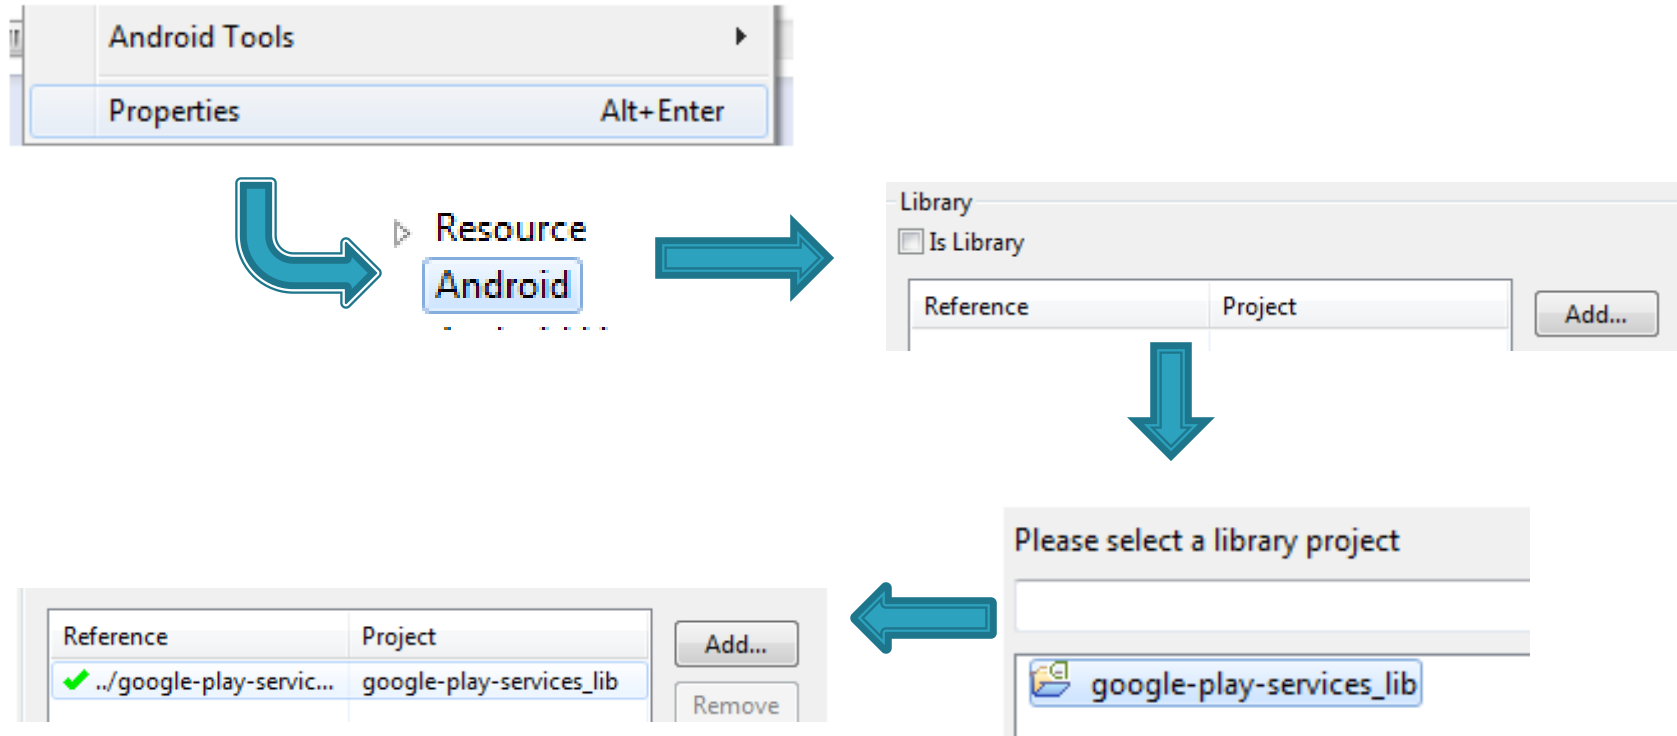 Android Tools
Properties Alt+Enter
Resource
Android
Library
Is Library
Reference Project Add...
Please select a library project
google-play-services_lib
Reference Project Add...
../google-play-servic... google-play-services_lib
Remove